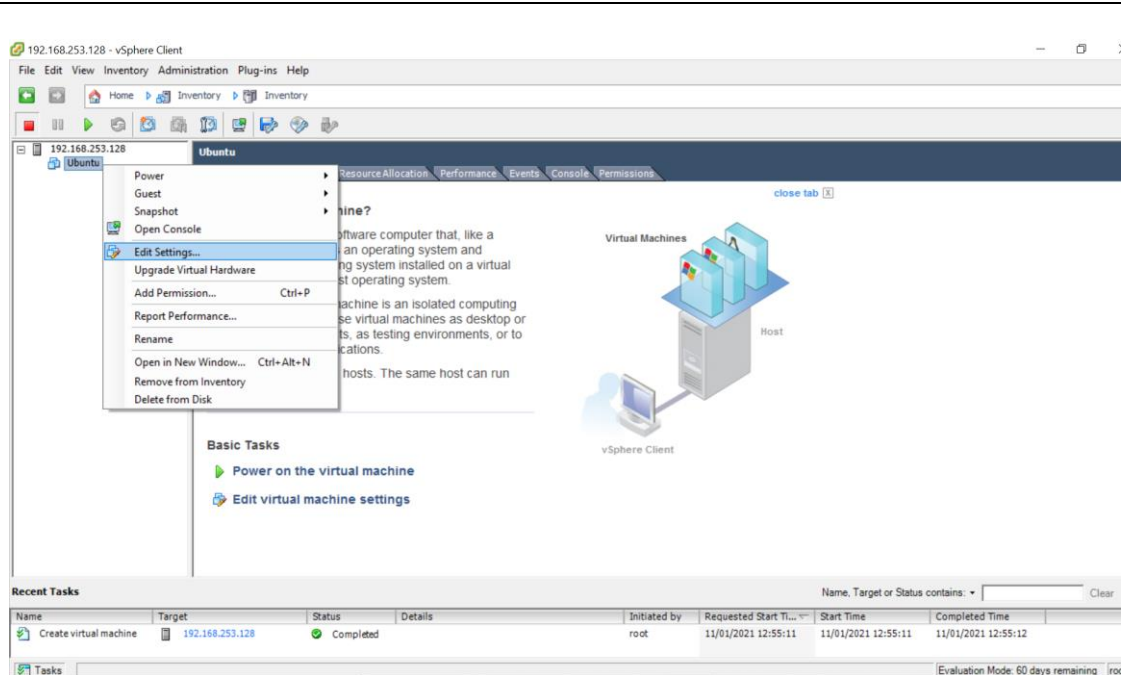 192.168.253.128 - vSphere Client
File Edit View Inventory Administration Plug-ins Help
Home Inventory Inventory
192.168.253.128
Ubuntu
Ubuntu
Resource Allocation Performance Events Console Permissions
close tab X
Power
Guest
Snapshot
Open Console
Edit Settings...
Upgrade Virtual Hardware
Add Permission... Ctrl+P
Report Performance...
Rename
Open in New Window... Ctrl+Alt+N
Remove from Inventory
Delete from Disk
hine?
oftware computer that, like a
an operating system and
ng system installed on a virtual
st operating system.
achine is an isolated computing
se virtual machines as desktop or
ts, as testing environments, or to
ications.
hosts. The same host can run
Virtual Machines
Host
vSphere Client
Basic Tasks
Power on the virtual machine
Edit virtual machine settings
Recent Tasks
Name, Target or Status contains:
Clear
Name Target Status Details Initiated by Requested Start Ti... Start Time Completed Time
Create virtual machine 192.168.253.128 Completed root 11/01/2021 12:55:11 11/01/2021 12:55:11 11/01/2021 12:55:12
Tasks
Evaluation Mode: 60 days remaining roo